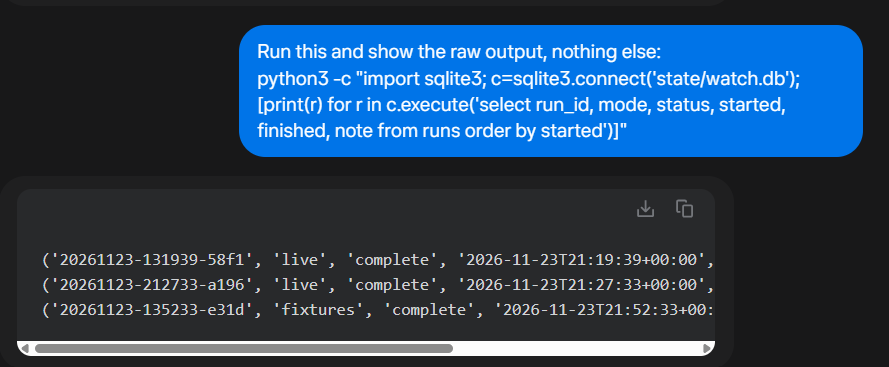 Run this and show the raw output, nothing else:
python3 -c "import sqlite3; c=sqlite3.connect('state/watch.db');
[print(r) for r in c.execute('select run_id, mode, status, started,
finished, note from runs order by started')]"
('20261123-131939-58f1', 'live', 'complete', '2026-11-23T21:19:39+00:00',
('20261123-212733-a196', 'live', 'complete', '2026-11-23T21:27:33+00:00',
('20261123-135233-e31d', 'fixtures', 'complete', '2026-11-23T21:52:33+00: